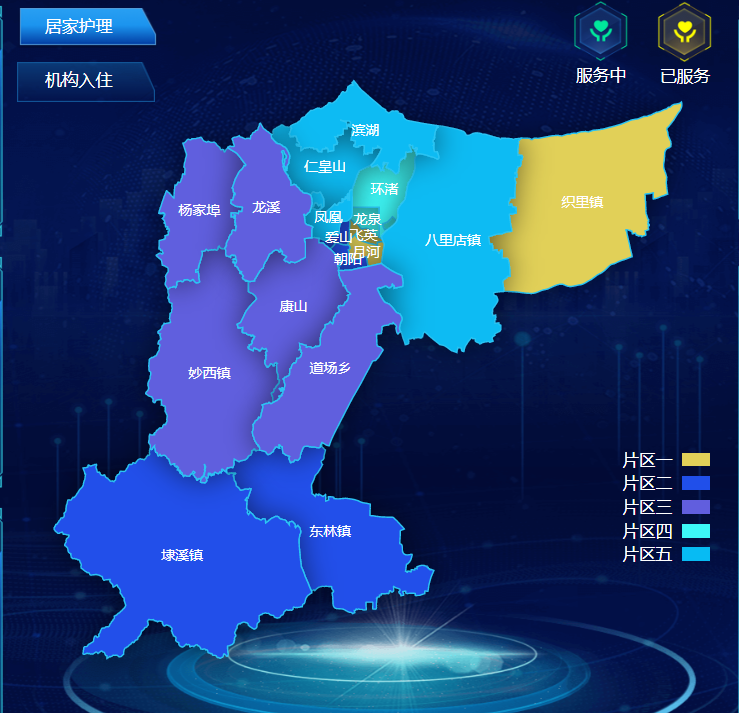 居家护理
机构入住
服务中
已服务
滨湖
仁皇山
环渚
杨家埠
龙溪
织里镇
凤凰
龙泉
爱山
飞英
八里店镇
月河
朝阳
康山
妙西镇
道场乡
片区一
片区二
片区三
片区四
片区五
东林镇
埭溪镇